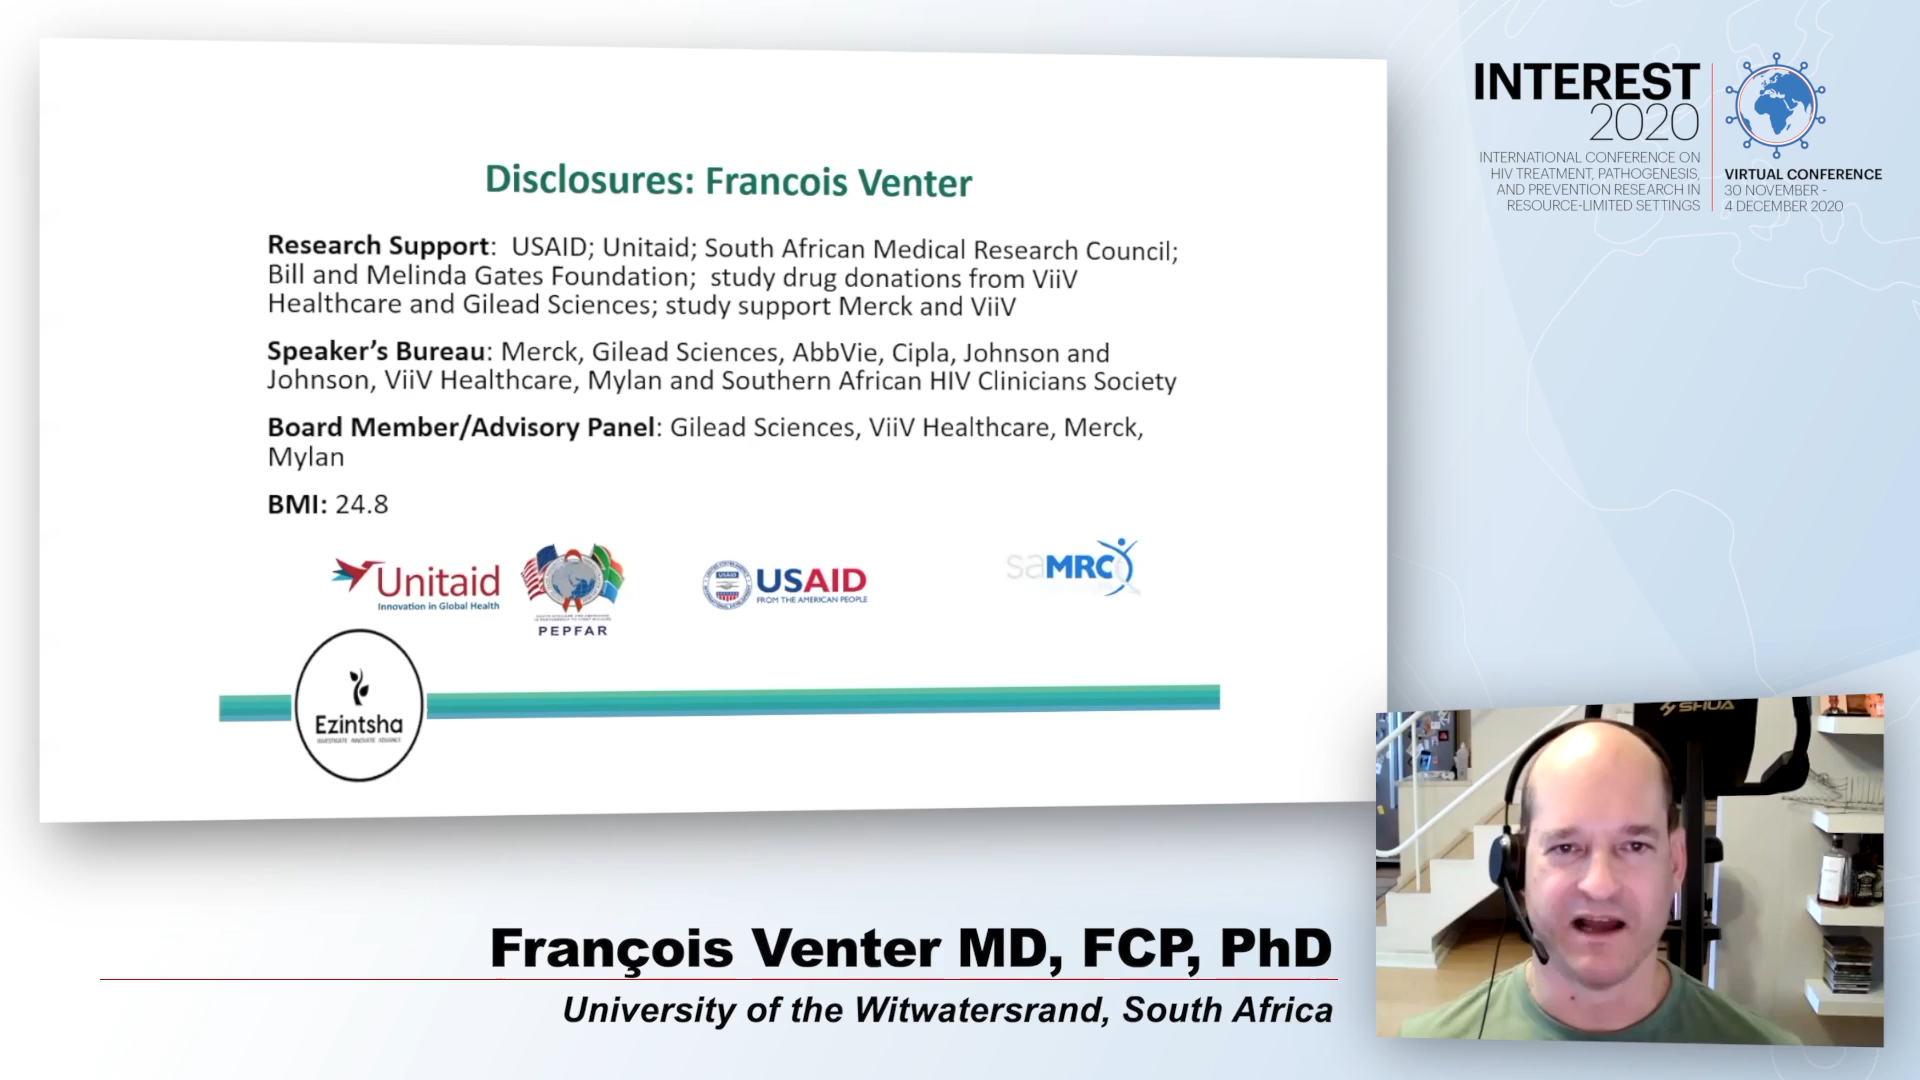 Disclosures: Francois Venter
Research Support: USAID; Unitaid; South African Medical Research Council;
Bill and Melinda Gates Foundation; study drug donations from ViiV
Healthcare and Gilead Sciences; study support Merck and ViiV
Speaker's Bureau: Merck, Gilead Sciences, AbbVie, Cipla, Johnson and
Johnson, ViiV Healthcare, Mylan and Southern African HIV Clinicians Society
Board Member/Advisory Panel: Gilead Sciences, ViiV Healthcare, Merck,
Mylan
BMI: 24.8
Unitaid
Innovation in Global Health
PEPFAR
USAID
USAID
FROM THE AMERICAN PEOPLE
saMRC
Ezintsha
INVESTIGATE INNOVATE ADVANCE
INTEREST
2020
INTERNATIONAL CONFERENCE ON
HIV TREATMENT, PATHOGENESIS,
AND PREVENTION RESEARCH IN
RESOURCE-LIMITED SETTINGS
VIRTUAL CONFERENCE
30 NOVEMBER -
4 DECEMBER 2020
SHUA
François Venter MD, FCP, PhD
University of the Witwatersrand, South Africa